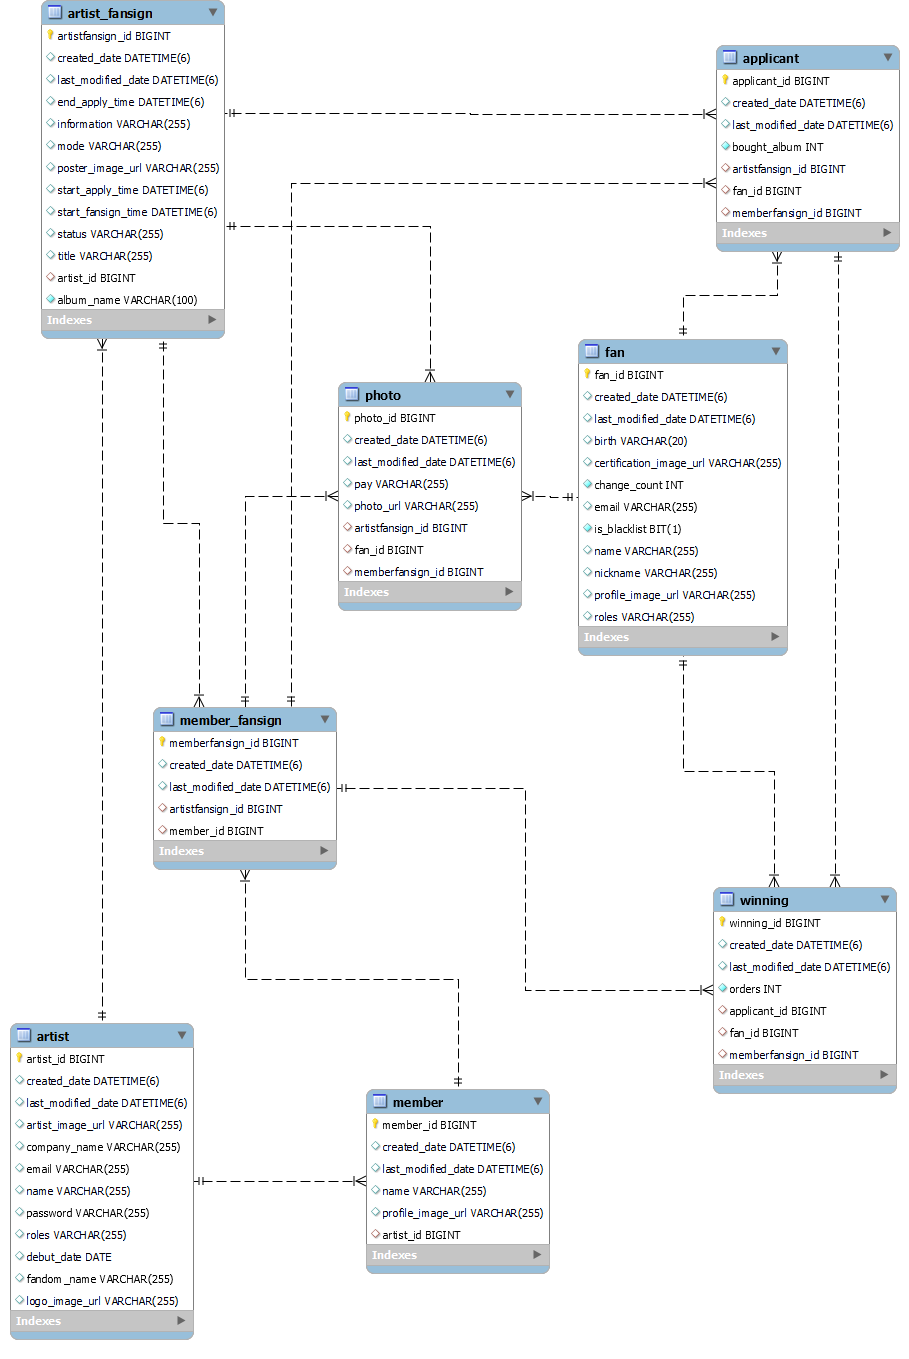 artist_fansign
artistfansign_id BIGINT
created_date DATETIME(6)
last_modified_date DATETIME(6)
end_apply_time DATETIME(6)
information VARCHAR(255)
mode VARCHAR(255)
poster_image_url VARCHAR(255)
start_apply_time DATETIME(6)
start_fansign_time DATETIME(6)
status VARCHAR(255)
title VARCHAR(255)
artist_id BIGINT
album_name VARCHAR(100)
Indexes
applicant
applicant_id BIGINT
created_date DATETIME(6)
last_modified_date DATETIME(6)
bought_album INT
artistfansign_id BIGINT
fan_id BIGINT
memberfansign_id BIGINT
Indexes
fan
fan_id BIGINT
created_date DATETIME(6)
last_modified_date DATETIME(6)
birth VARCHAR(20)
certification_image_url VARCHAR(255)
change_count INT
email VARCHAR(255)
is_blacklist BIT(1)
name VARCHAR(255)
nickname VARCHAR(255)
profile_image_url VARCHAR(255)
roles VARCHAR(255)
Indexes
photo
photo_id BIGINT
created_date DATETIME(6)
last_modified_date DATETIME(6)
pay VARCHAR(255)
photo_url VARCHAR(255)
artistfansign_id BIGINT
fan_id BIGINT
memberfansign_id BIGINT
Indexes
member_fansign
memberfansign_id BIGINT
created_date DATETIME(6)
last_modified_date DATETIME(6)
artistfansign_id BIGINT
member_id BIGINT
Indexes
winning
winning_id BIGINT
created_date DATETIME(6)
last_modified_date DATETIME(6)
orders INT
applicant_id BIGINT
fan_id BIGINT
memberfansign_id BIGINT
Indexes
artist
artist_id BIGINT
created_date DATETIME(6)
last_modified_date DATETIME(6)
artist_image_url VARCHAR(255)
company_name VARCHAR(255)
email VARCHAR(255)
name VARCHAR(255)
password VARCHAR(255)
roles VARCHAR(255)
debut_date DATE
fandom_name VARCHAR(255)
logo_image_url VARCHAR(255)
Indexes
member
member_id BIGINT
created_date DATETIME(6)
last_modified_date DATETIME(6)
name VARCHAR(255)
profile_image_url VARCHAR(255)
artist_id BIGINT
Indexes